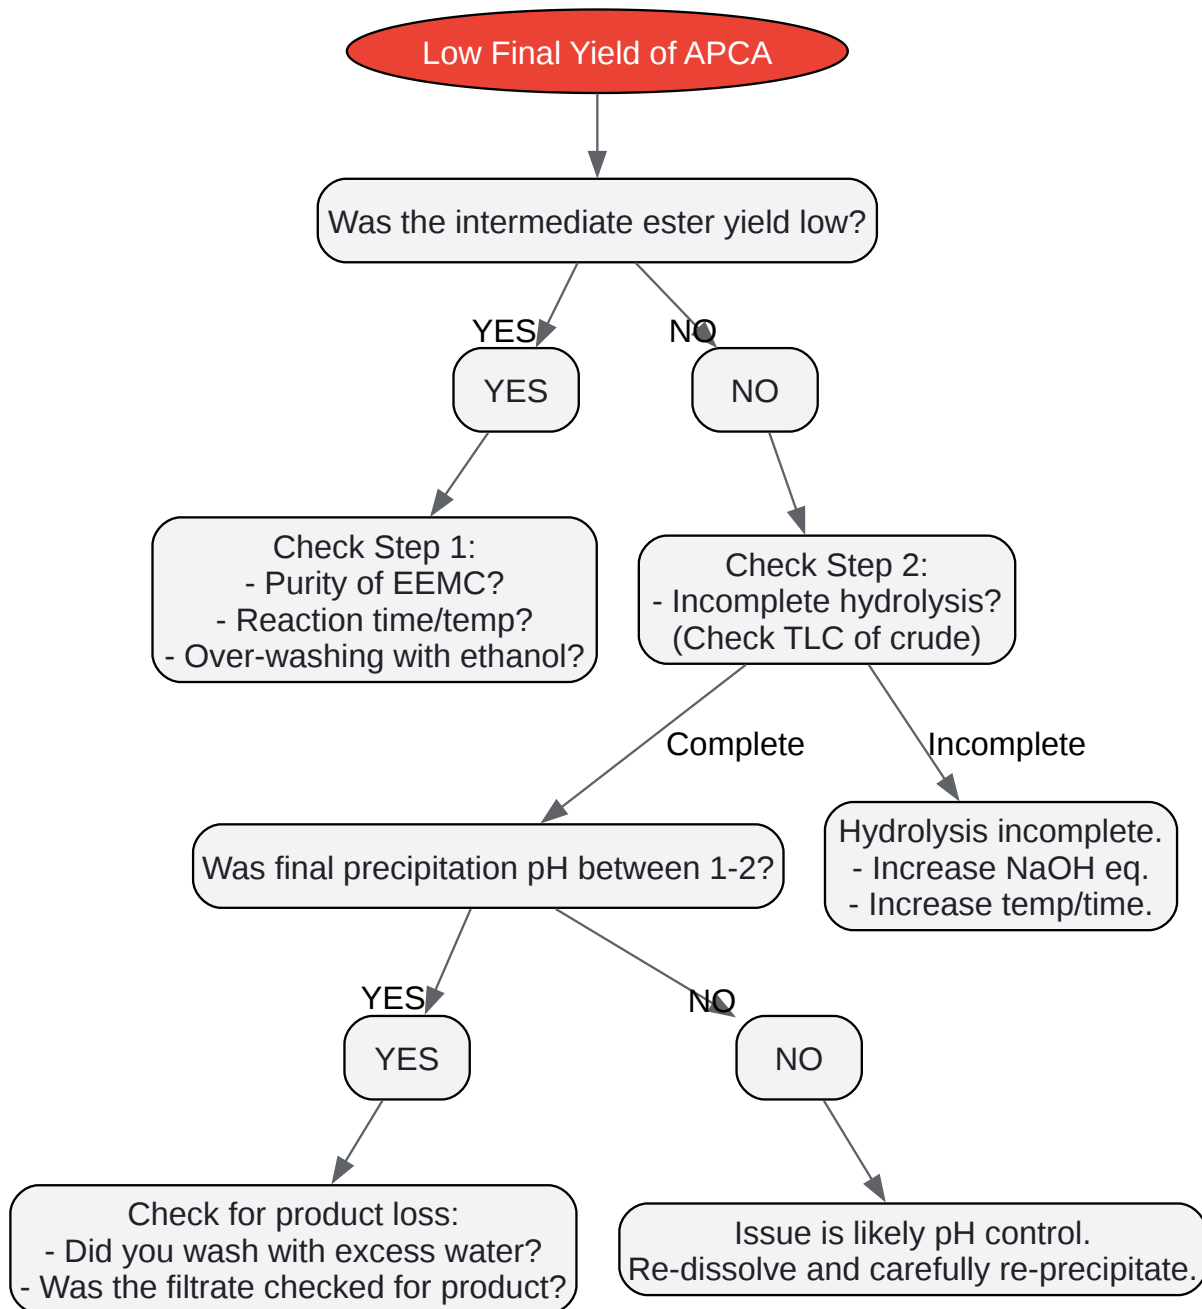 Low Final Yield of APCA
Was the intermediate ester yield low?
YES
NO
YES
NO
Check Step 1:
- Purity of EEMC?
- Reaction time/temp?
- Over-washing with ethanol?
Check Step 2:
- Incomplete hydrolysis?
(Check TLC of crude)
Complete
Incomplete
Was final precipitation pH between 1-2?
Hydrolysis incomplete.
- Increase NaOH eq.
- Increase temp/time.
YES
NO
YES
NO
Check for product loss:
- Did you wash with excess water?
- Was the filtrate checked for product?
Issue is likely pH control.
Re-dissolve and carefully re-precipitate.